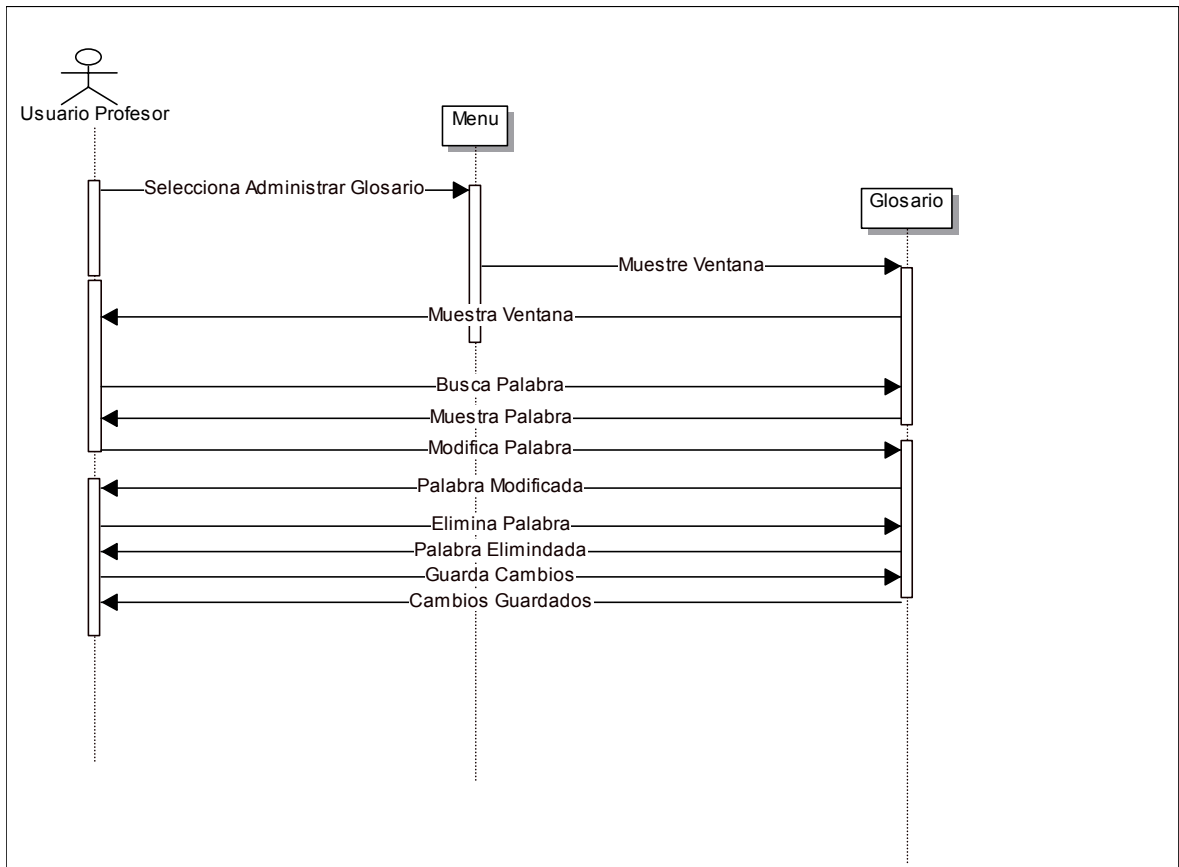 Usuario Profesor
Menu
Selecciona Administrar Glosario
Glosario
Muestre Ventana
Muestra Ventana
Busca Palabra
Muestra Palabra
Modifica Palabra
Palabra Modificada
Elimina Palabra
Palabra Elimindada
Guarda Cambios
Cambios Guardados